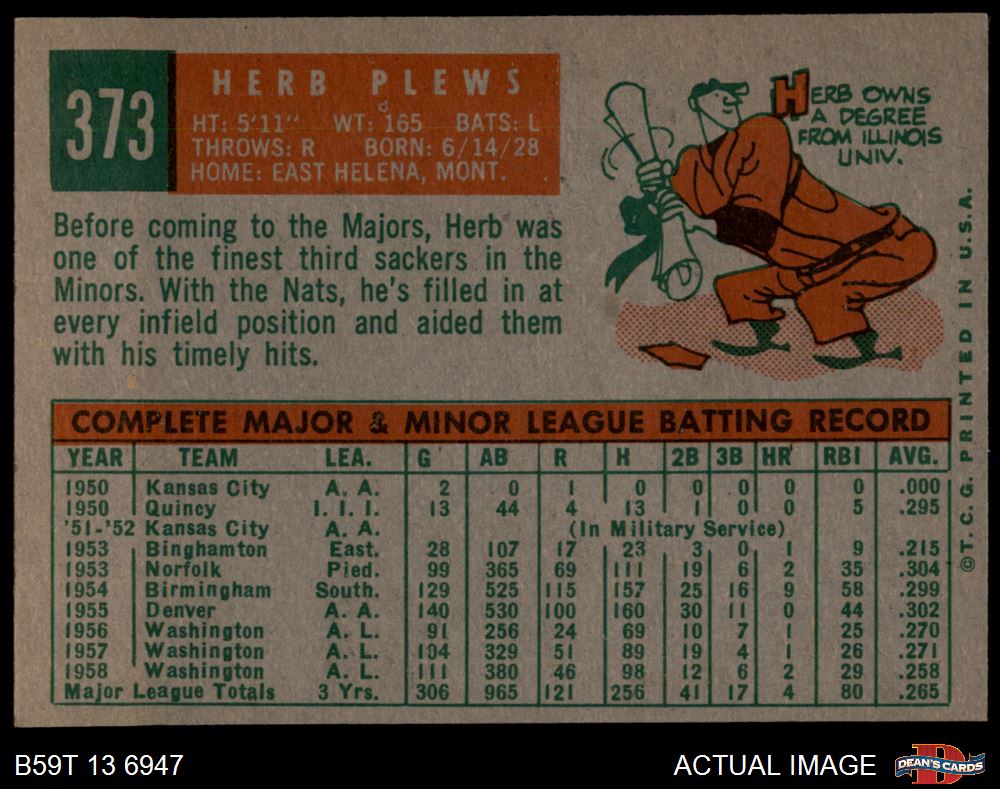 373
HERB PLEWS
HT: 5'11" WT: 165 BATS: L
THROWS: R BORN: 6/14/28
HOME: EAST HELENA, MONT.
HERB OWNS
A DEGREE
FROM ILLINOIS
UNIV.
Before coming to the Majors, Herb was
one of the finest third sackers in the
Minors. With the Nats, he's filled in at
every infield position and aided them
with his timely hits.
COMPLETE MAJOR & MINOR LEAGUE BATTING RECORD
YEAR TEAM LEA. G AB R H 2B 3B HR RBI AVG.
1950 Kansas City A. A. 2 0 1 0 0 0 0 0 .000
1950 Quincy I. I. I. 13 44 4 13 1 0 0 5 .295
'51-'52 Kansas City A. A. (In Military Service)
1953 Binghamton East. 28 107 17 23 3 0 1 9 .215
1953 Norfolk Pied. 99 365 69 111 19 6 2 35 .304
1954 Birmingham South. 129 525 115 157 25 16 9 58 .299
1955 Denver A. A. 140 530 100 160 30 11 0 44 .302
1956 Washington A. L. 91 256 24 69 10 7 1 25 .270
1957 Washington A. L. 104 329 51 89 19 4 1 26 .271
1958 Washington A. L. 111 380 46 98 12 6 2 29 .258
Major League Totals 3 Yrs. 306 965 121 256 41 17 4 80 .265
©T.C.G. PRINTED IN U.S.A.
B59T 13 6947
ACTUAL IMAGE
D
DEAN'S CARDS